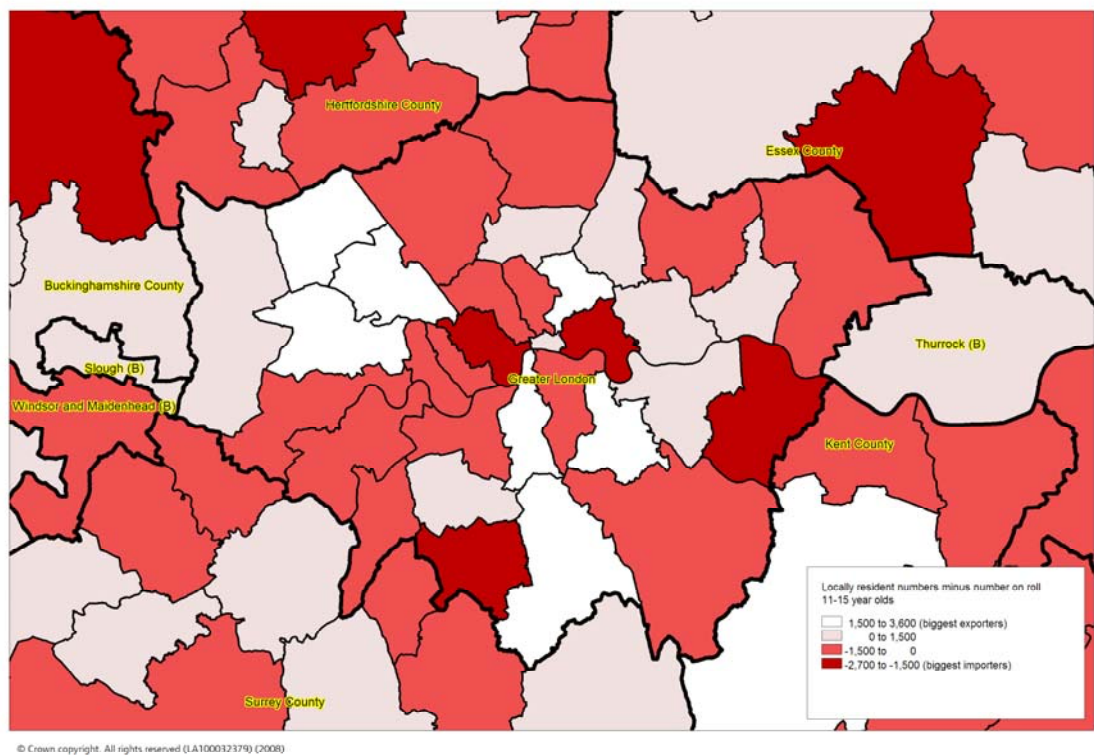 Hertfordshire County
Essex County
Buckinghamshire County
Slough (B)
Thurrock (B)
Greater London
Windsor and Maidenhead (B)
Kent County
Surrey County
Locally resident numbers minus number on roll
11-15 year olds
1,500 to 3,600 (biggest exporters)
0 to 1,500
-1,500 to 0
-2,700 to -1,500 (biggest importers)
© Crown copyright. All rights reserved (LA100032379) (2008)